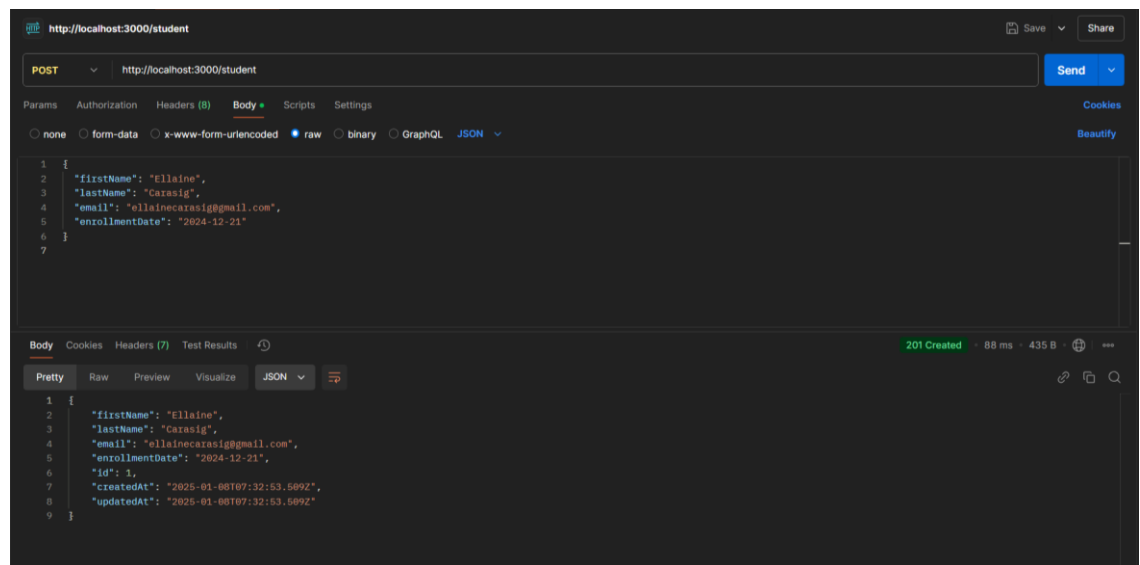 HTTP http://localhost:3000/student Save Share
POST http://localhost:3000/student Send
Params Authorization Headers (8) Body Scripts Settings Cookies
none form-data x-www-form-urlencoded raw binary GraphQL JSON Beautify
1 {
2 "firstName": "Ellaine",
3 "lastName": "Carasig",
4 "email": "ellainecarasig@gmail.com",
5 "enrollmentDate": "2024-12-21"
6 }
7
Body Cookies Headers (7) Test Results 201 Created 88 ms 435 B
Pretty Raw Preview Visualize JSON
1 {
2 "firstName": "Ellaine",
3 "lastName": "Carasig",
4 "email": "ellainecarasig@gmail.com",
5 "enrollmentDate": "2024-12-21",
6 "id": 1,
7 "createdAt": "2025-01-08T07:32:53.509Z",
8 "updatedAt": "2025-01-08T07:32:53.509Z"
9 }